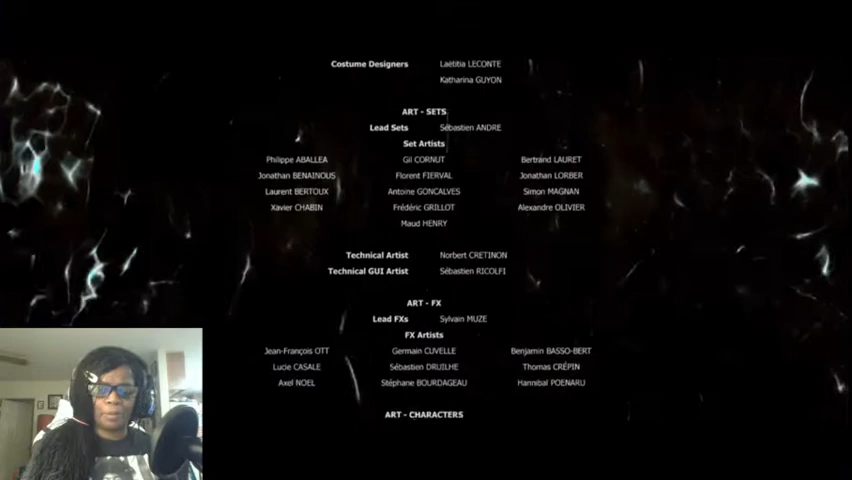 Costume Designers Laëtitia LECONTE
Katharina GUYON
ART - SETS
Lead Sets Sébastien ANDRE
Set Artists
Philippe ABALLEA Gil CORNUT Bertrand LAURET
Jonathan BENAINOUS Florent FIERVAL Jonathan LORBER
Laurent BERTOUX Antoine GONCALVES Simon MAGNAN
Xavier CHABIN Frédéric GRILLOT Alexandre OLIVIER
Maud HENRY
Technical Artist Norbert CRETINON
Technical GUI Artist Sébastien RICOLFI
ART - FX
Lead FXs Sylvain MUZE
FX Artists
Jean-François OTT Germain CUVELLE Benjamin BASSO-BERT
Lucie CASALE Sébastien DRUILHE Thomas CRÉPIN
Axel NOEL Stéphane BOURDAGEAU Hannibal POENARU
ART - CHARACTERS